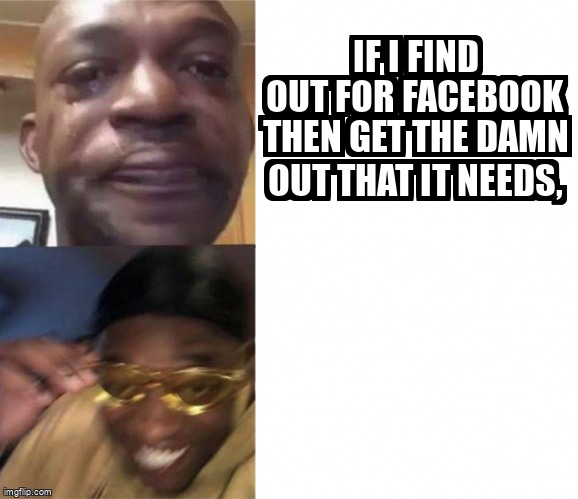 IF I FIND
OUT FOR FACEBOOK
THEN GET THE DAMN
OUT THAT IT NEEDS,
imgflip.com